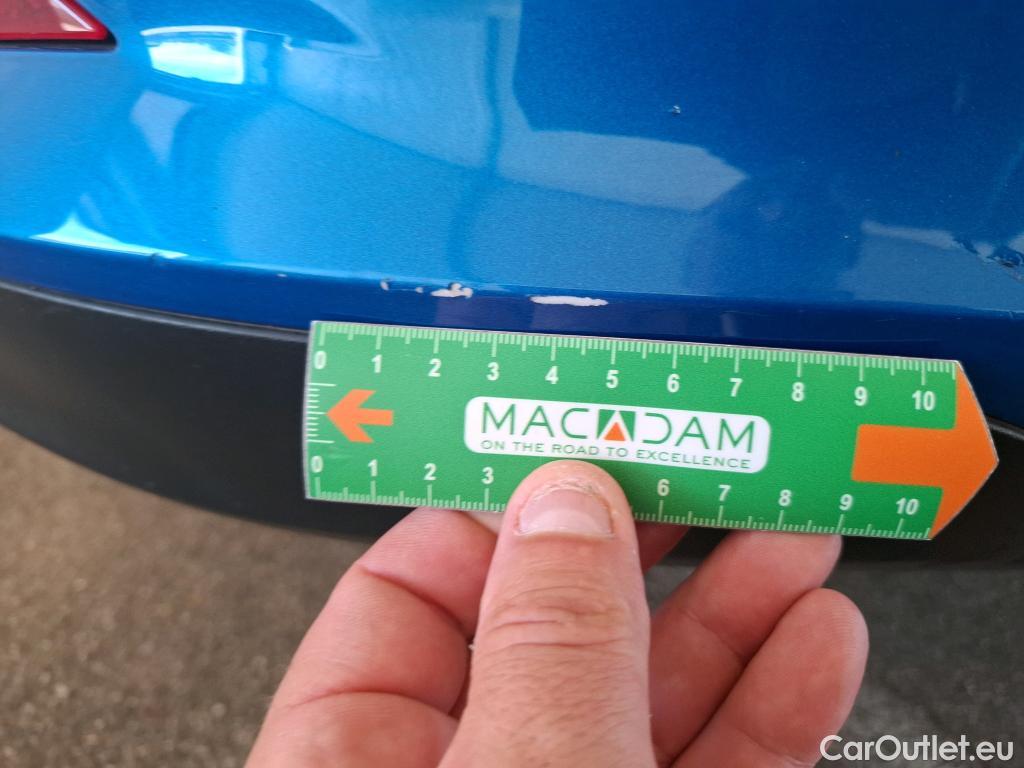 0 1 2 3 4 5 6 7 8 9 10
MACADAM
ON THE ROAD TO EXCELLENCE
0 1 2 3 6 7 8 9 10
CarOutlet.eu